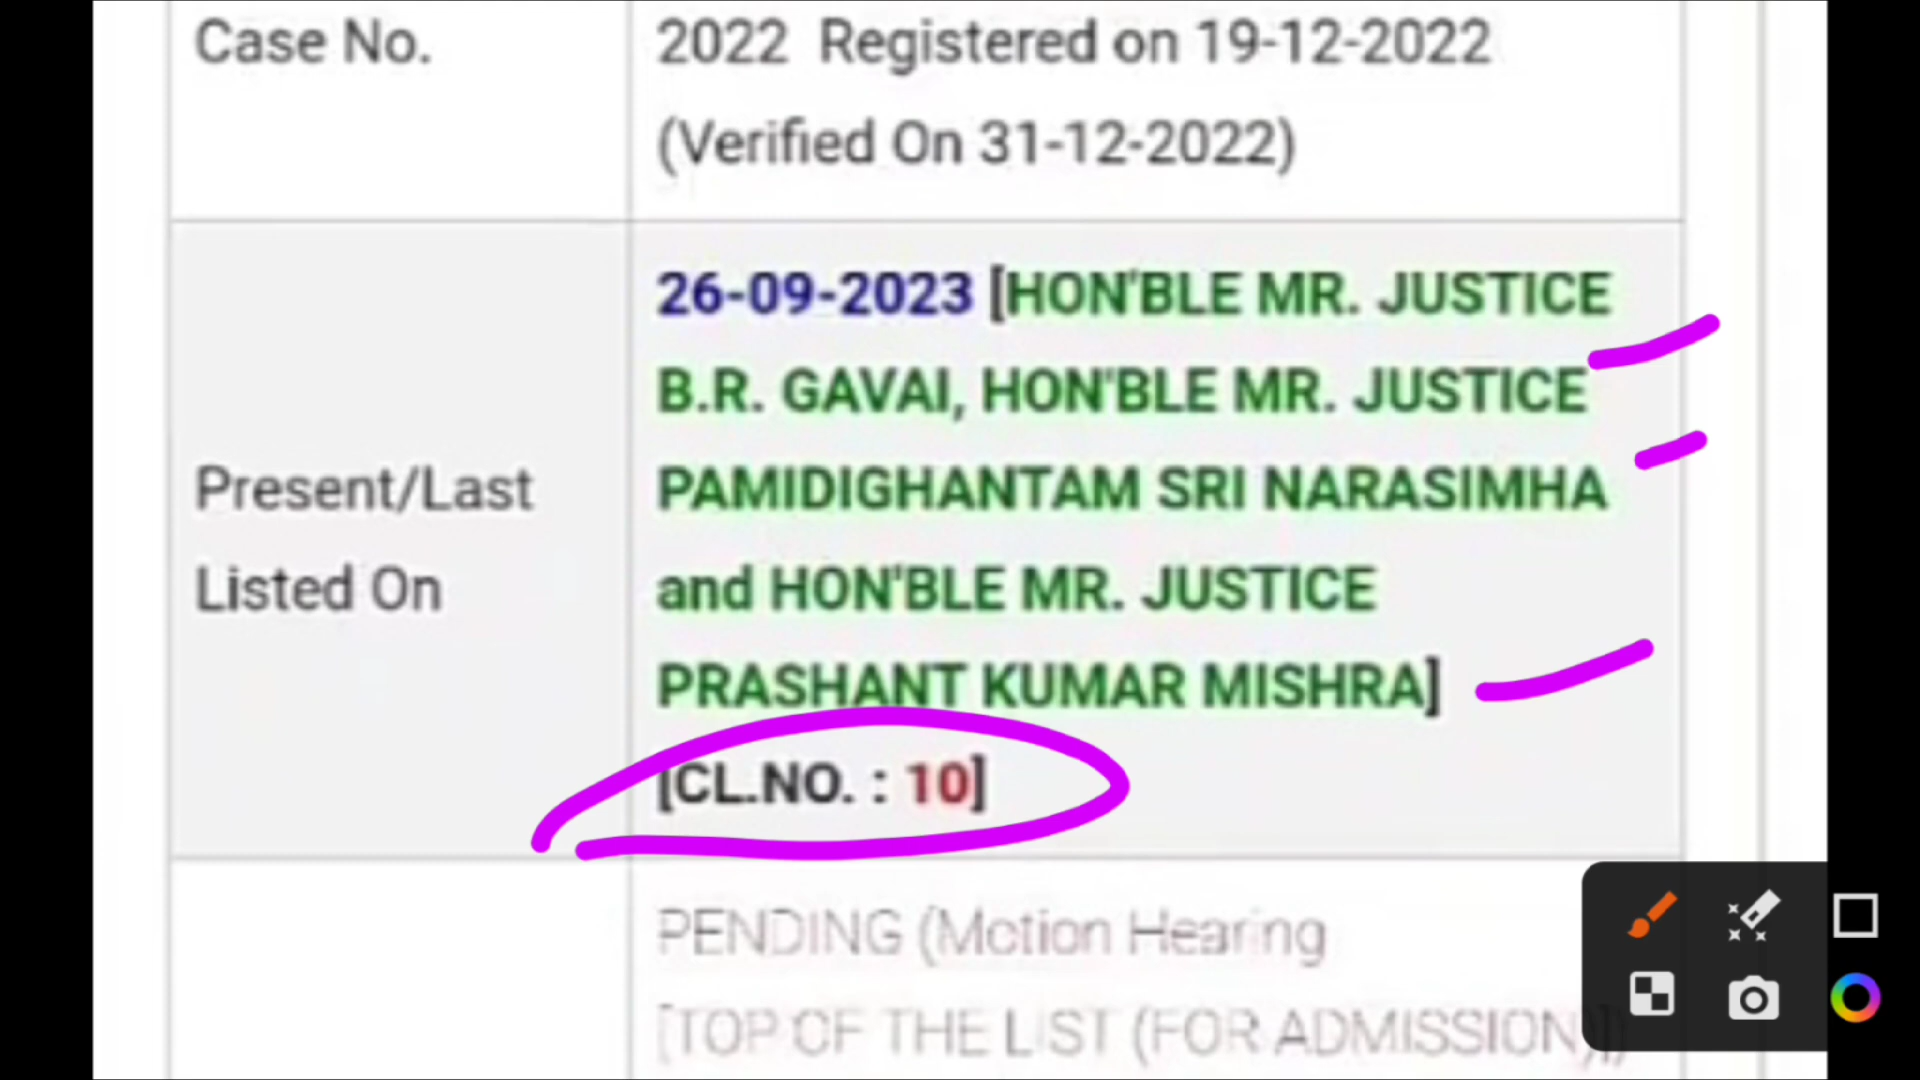 Case No.
2022 Registered on 19-12-2022
(Verified On 31-12-2022)
Present/Last
Listed On
26-09-2023 [HON'BLE MR. JUSTICE
B.R. GAVAI, HON'BLE MR. JUSTICE
PAMIDIGHANTAM SRI NARASIMHA
and HON'BLE MR. JUSTICE
PRASHANT KUMAR MISHRA]
[CL.NO. : 10]
PENDING (Motion Hearing
[TOP OF THE LIST (FOR ADMISSION)])